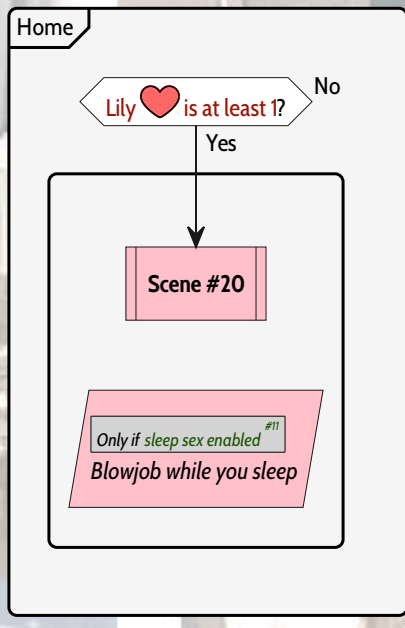 Home
Lily ❤ is at least 1?
No
Yes
Scene #20
#11
Only if sleep sex enabled
Blowjob while you sleep